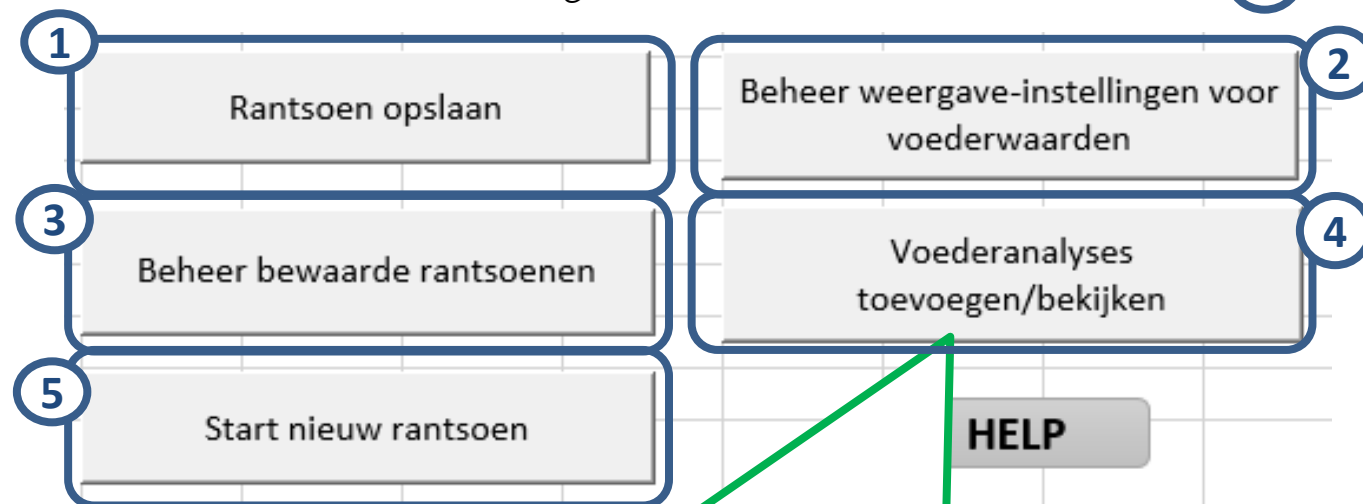 1
Rantsoen opslaan
2
Beheer weergave-instellingen voor
voederwaarden
3
Beheer bewaarde rantsoenen
4
Voederanalyses
toevoegen/bekijken
5
Start nieuw rantsoen
HELP